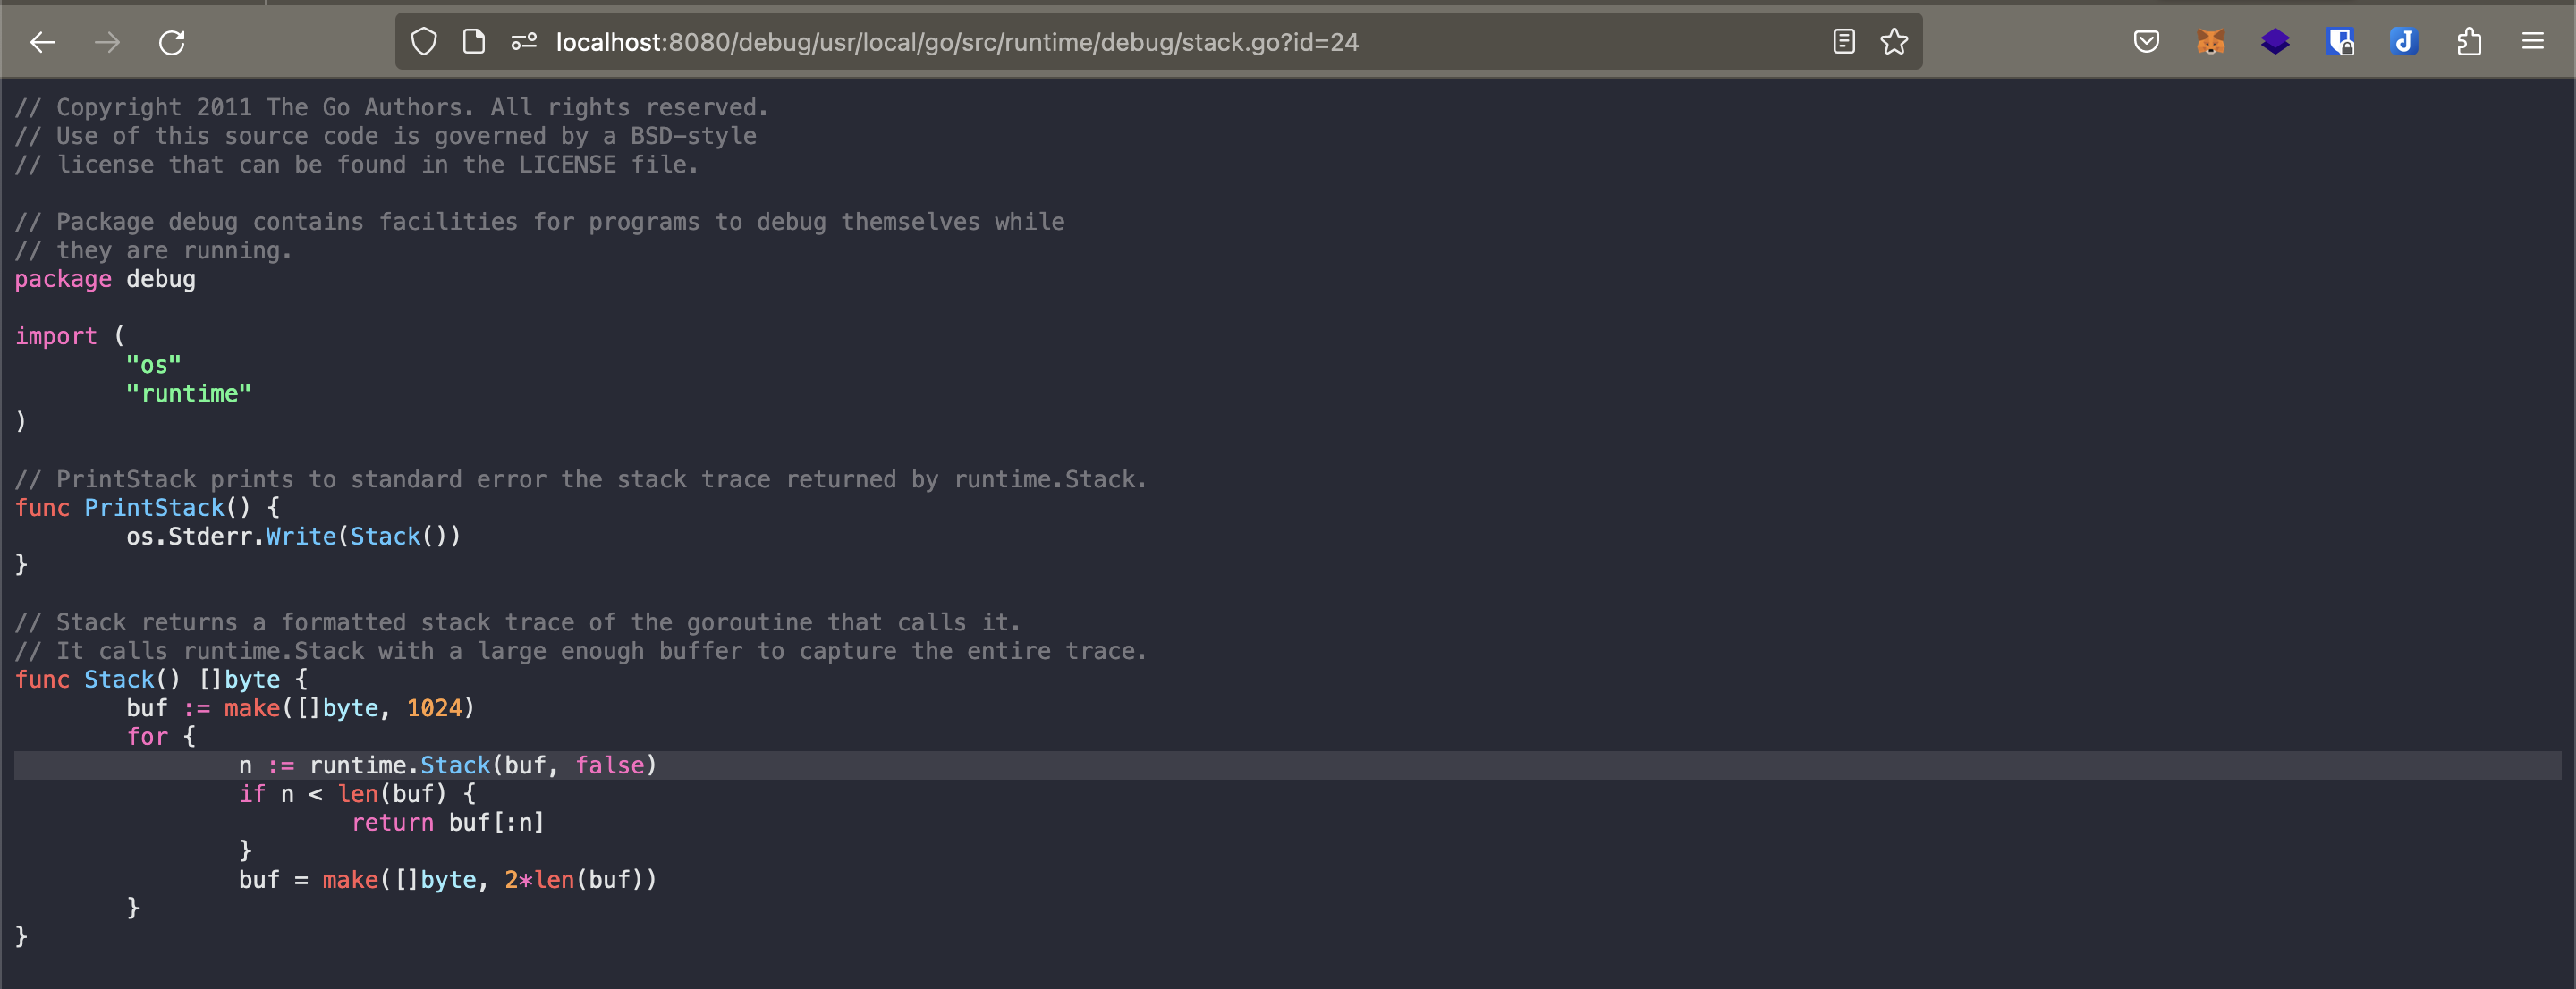 localhost:8080/debug/usr/local/go/src/runtime/debug/stack.go?id=24
// Copyright 2011 The Go Authors. All rights reserved.
// Use of this source code is governed by a BSD-style
// license that can be found in the LICENSE file.

// Package debug contains facilities for programs to debug themselves while
// they are running.
package debug

import (
        "os"
        "runtime"
)

// PrintStack prints to standard error the stack trace returned by runtime.Stack.
func PrintStack() {
        os.Stderr.Write(Stack())
}

// Stack returns a formatted stack trace of the goroutine that calls it.
// It calls runtime.Stack with a large enough buffer to capture the entire trace.
func Stack() []byte {
        buf := make([]byte, 1024)
        for {
                n := runtime.Stack(buf, false)
                if n < len(buf) {
                        return buf[:n]
                }
                buf = make([]byte, 2*len(buf))
        }
}